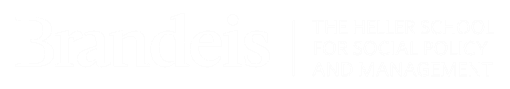 Brandeis
THE HELLER SCHOOL
FOR SOCIAL POLICY
AND MANAGEMENT